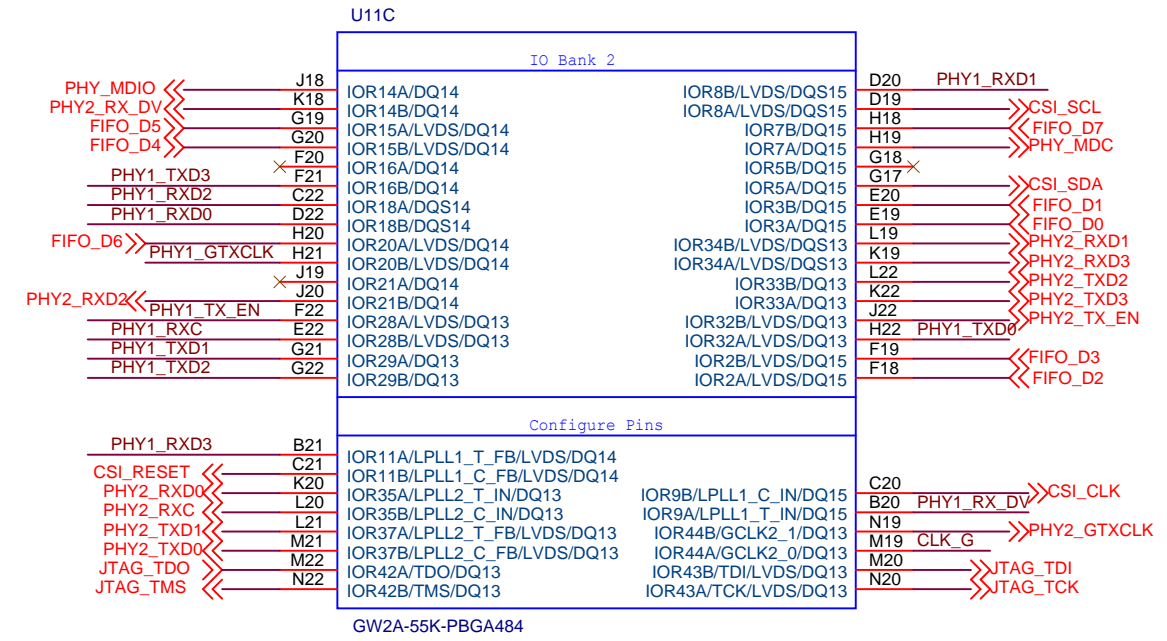 U11C
IO Bank 2
PHY_MDIO J18 IOR14A/DQ14 IOR8B/LVDS/DQS15 D20 PHY1_RXD1
PHY2_RX_DV K18 IOR14B/DQ14 IOR8A/LVDS/DQS15 D19 CSI_SCL
FIFO_D5 G19 IOR15A/LVDS/DQ14 IOR7B/DQ15 H18 FIFO_D7
FIFO_D4 G20 IOR15B/LVDS/DQ14 IOR7A/DQ15 H19 PHY_MDC
F20 IOR16A/DQ14 IOR5B/DQ15 G18
PHY1_TXD3 F21 IOR16B/DQ14 IOR5A/DQ15 G17 CSI_SDA
PHY1_RXD2 C22 IOR18A/DQS14 IOR3B/DQ15 E20 FIFO_D1
PHY1_RXD0 D22 IOR18B/DQS14 IOR3A/DQ15 E19 FIFO_D0
FIFO_D6 H20 IOR20A/LVDS/DQ14 IOR34B/LVDS/DQS13 L19 PHY2_RXD1
PHY1_GTXCLK H21 IOR20B/LVDS/DQ14 IOR34A/LVDS/DQS13 K19 PHY2_RXD3
J19 IOR21A/DQ14 IOR33B/DQ13 L22 PHY2_TXD2
PHY2_RXD2 J20 IOR21B/DQ14 IOR33A/DQ13 K22 PHY2_TXD3
PHY1_TX_EN F22 IOR28A/LVDS/DQ13 IOR32B/LVDS/DQ13 J22 PHY2_TX_EN
PHY1_RXC E22 IOR28B/LVDS/DQ13 IOR32A/LVDS/DQ13 H22 PHY1_TXD0
PHY1_TXD1 G21 IOR29A/DQ13 IOR2B/LVDS/DQ15 F19 FIFO_D3
PHY1_TXD2 G22 IOR29B/DQ13 IOR2A/LVDS/DQ15 F18 FIFO_D2
Configure Pins
PHY1_RXD3 B21 IOR11A/LPLL1_T_FB/LVDS/DQ14
CSI_RESET C21 IOR11B/LPLL1_C_FB/LVDS/DQ14
PHY2_RXD0 K20 IOR35A/LPLL2_T_IN/DQ13 IOR9B/LPLL1_C_IN/DQ15 C20 CSI_CLK
PHY2_RXC L20 IOR35B/LPLL2_C_IN/DQ13 IOR9A/LPLL1_T_IN/DQ15 B20 PHY1_RX_DV
PHY2_TXD1 L21 IOR37A/LPLL2_T_FB/LVDS/DQ13 IOR44B/GCLK2_1/DQ13 N19 PHY2_GTXCLK
PHY2_TXD0 M21 IOR37B/LPLL2_C_FB/LVDS/DQ13 IOR44A/GCLK2_0/DQ13 M19 CLK_G
JTAG_TDO M22 IOR42A/TDO/DQ13 IOR43B/TDI/LVDS/DQ13 M20 JTAG_TDI
JTAG_TMS N22 IOR42B/TMS/DQ13 IOR43A/TCK/LVDS/DQ13 N20 JTAG_TCK
GW2A-55K-PBGA484